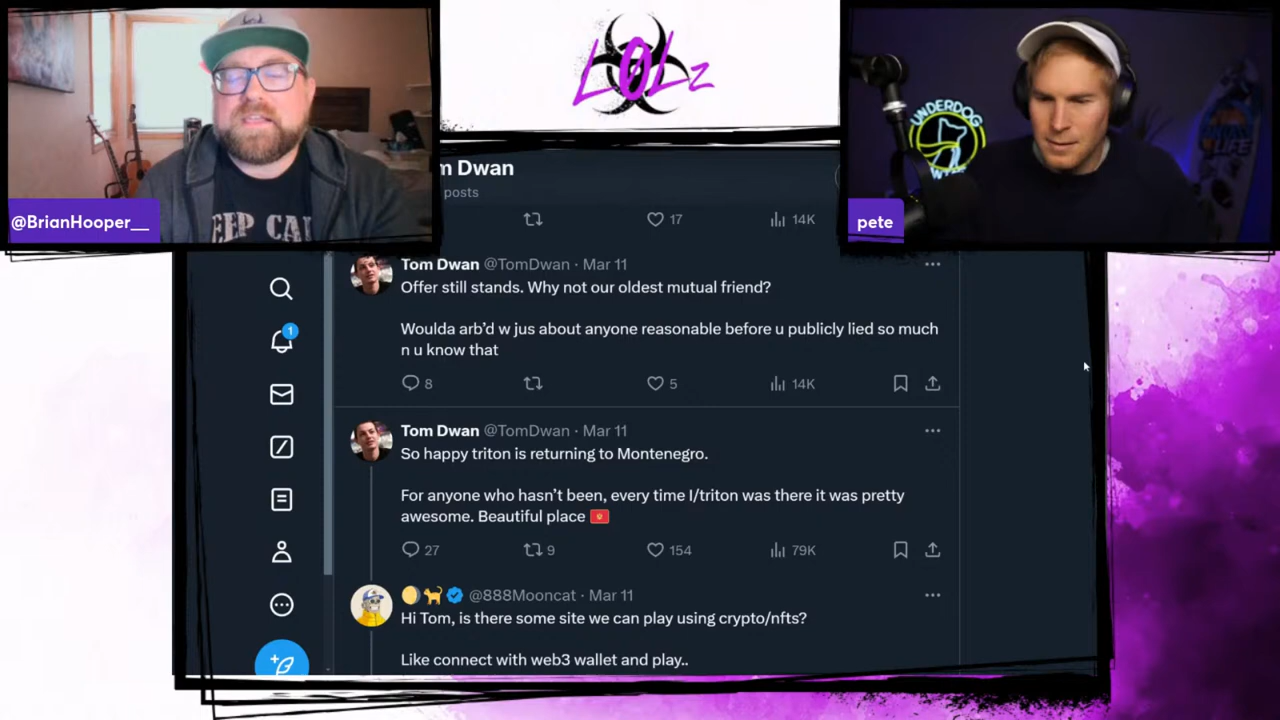 @BrianHooper__
EEP CAL
LOLz
UNDERDOG
pete
m Dwan
posts
17
14K
Tom Dwan @TomDwan · Mar 11
Offer still stands. Why not our oldest mutual friend?
Woulda arb'd w jus about anyone reasonable before u publicly lied so much
n u know that
8
5
14K
1
Tom Dwan @TomDwan · Mar 11
So happy triton is returning to Montenegro.
For anyone who hasn't been, every time I/triton was there it was pretty
awesome. Beautiful place 🇲🇪
27
9
154
79K
🌖🐈 @888Mooncat · Mar 11
Hi Tom, is there some site we can play using crypto/nfts?
Like connect with web3 wallet and play..